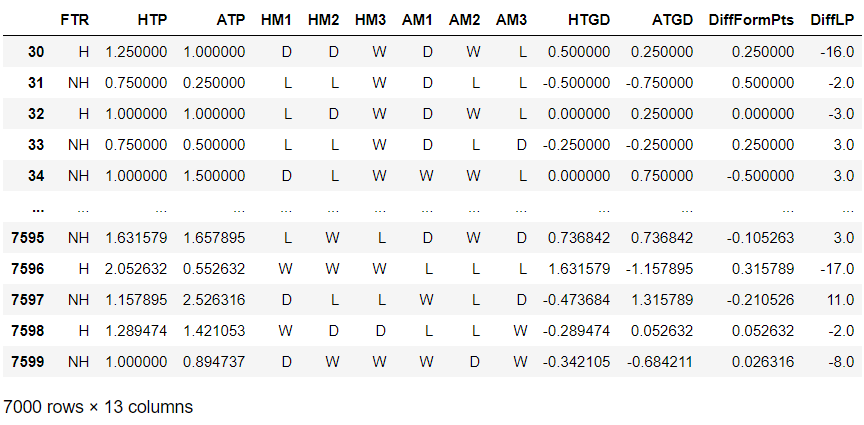 FTR HTP ATP HM1 HM2 HM3 AM1 AM2 AM3 HTGD ATGD DiffFormPts DiffLP
30 H 1.250000 1.000000 D D W D W L 0.500000 0.250000 0.250000 -16.0
31 NH 0.750000 0.250000 L L W D L L -0.500000 -0.750000 0.500000 -2.0
32 H 1.000000 1.000000 L D W D W L 0.000000 0.250000 0.000000 -3.0
33 NH 0.750000 0.500000 L L W D L D -0.250000 -0.250000 0.250000 3.0
34 NH 1.000000 1.500000 D L W W W L 0.000000 0.750000 -0.500000 3.0
... ... ... ... ... ... ... ... ... ... ... ... ... ...
7595 NH 1.631579 1.657895 L W L D W D 0.736842 0.736842 -0.105263 3.0
7596 H 2.052632 0.552632 W W W L L L 1.631579 -1.157895 0.315789 -17.0
7597 NH 1.157895 2.526316 D L L W L D -0.473684 1.315789 -0.210526 11.0
7598 H 1.289474 1.421053 W D D L L W -0.289474 0.052632 0.052632 -2.0
7599 NH 1.000000 0.894737 D W W W D W -0.342105 -0.684211 0.026316 -8.0
7000 rows × 13 columns